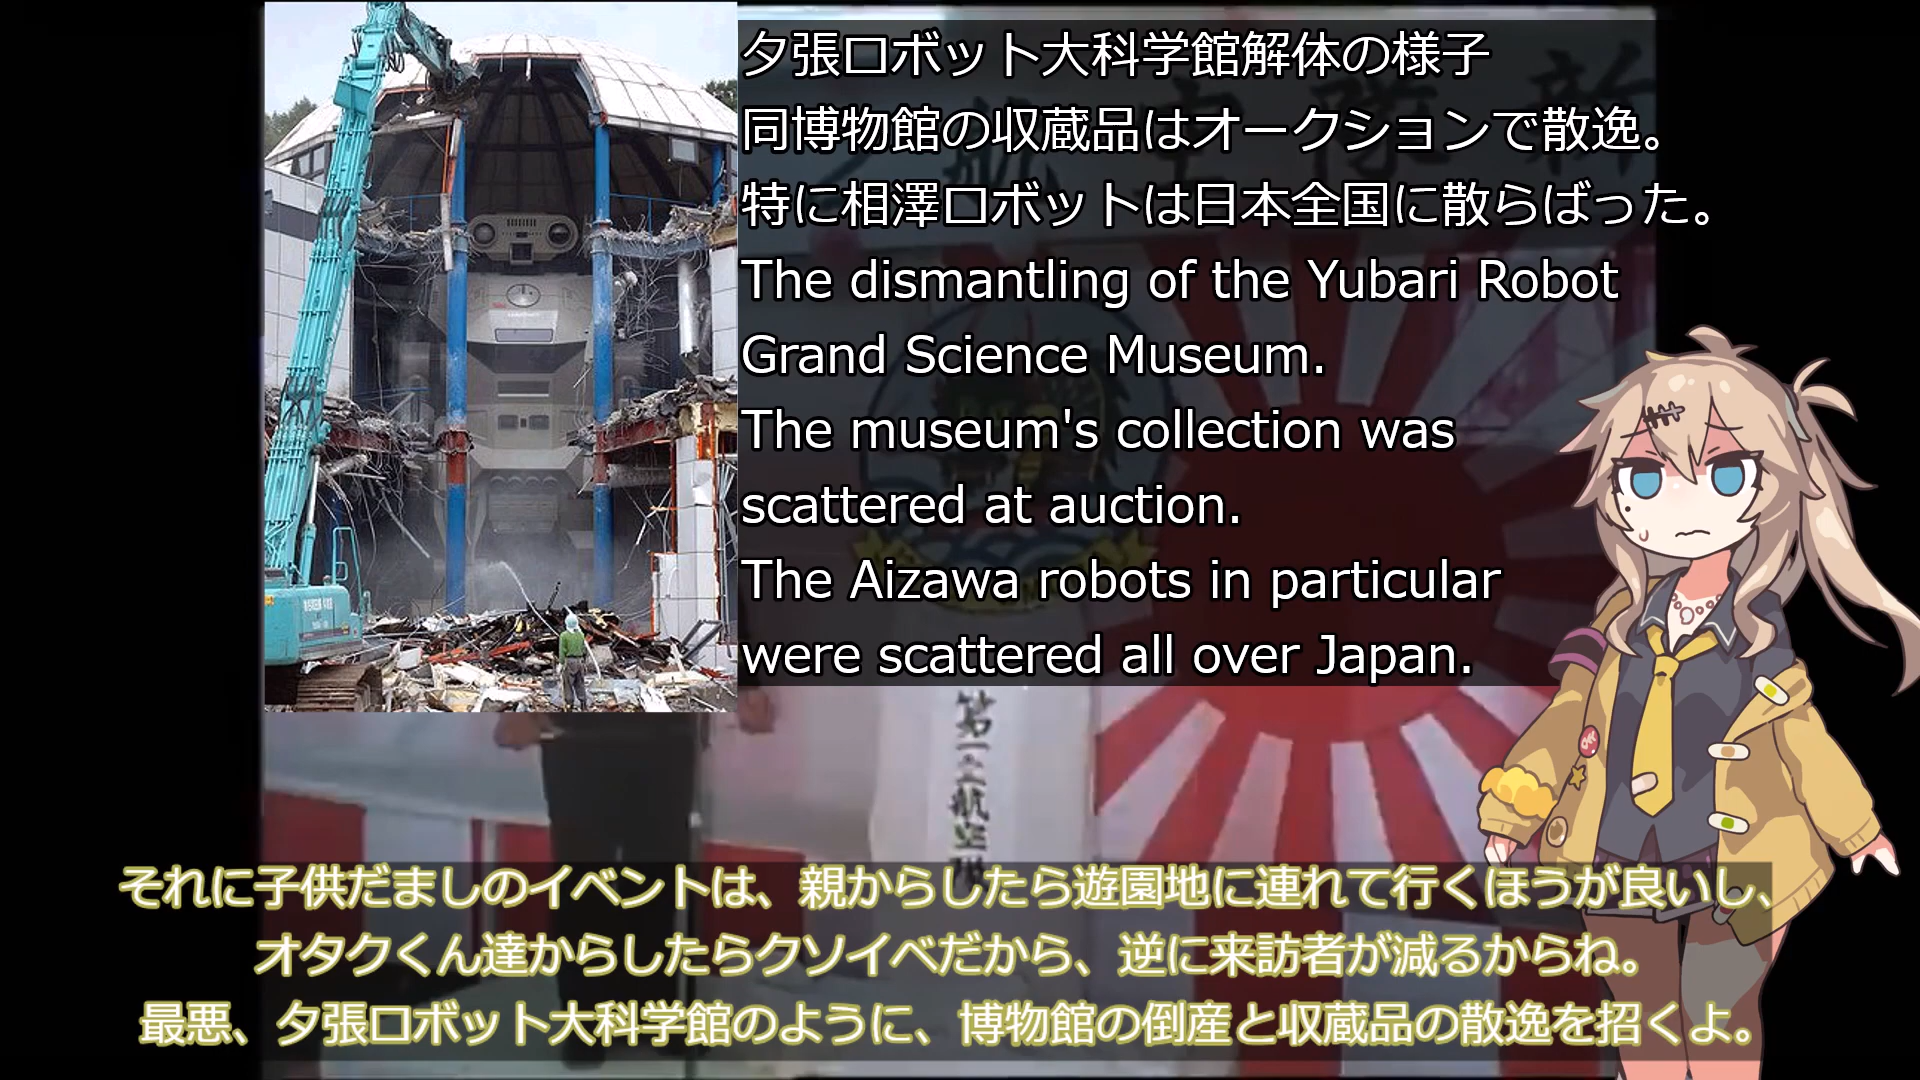 夕張ロボット大科学館解体の様子
同博物館の収蔵品はオークションで散逸。
特に相澤ロボットは日本全国に散らばった。
The dismantling of the Yubari Robot
Grand Science Museum.
The museum's collection was
scattered at auction.
The Aizawa robots in particular
were scattered all over Japan.
それに子供だましのイベントは、親からしたら遊園地に連れて行くほうが良いし、
オタクくん達からしたらクソイベだから、逆に来訪者が減るからね。
最悪、夕張ロボット大科学館のように、博物館の倒産と収蔵品の散逸を招くよ。